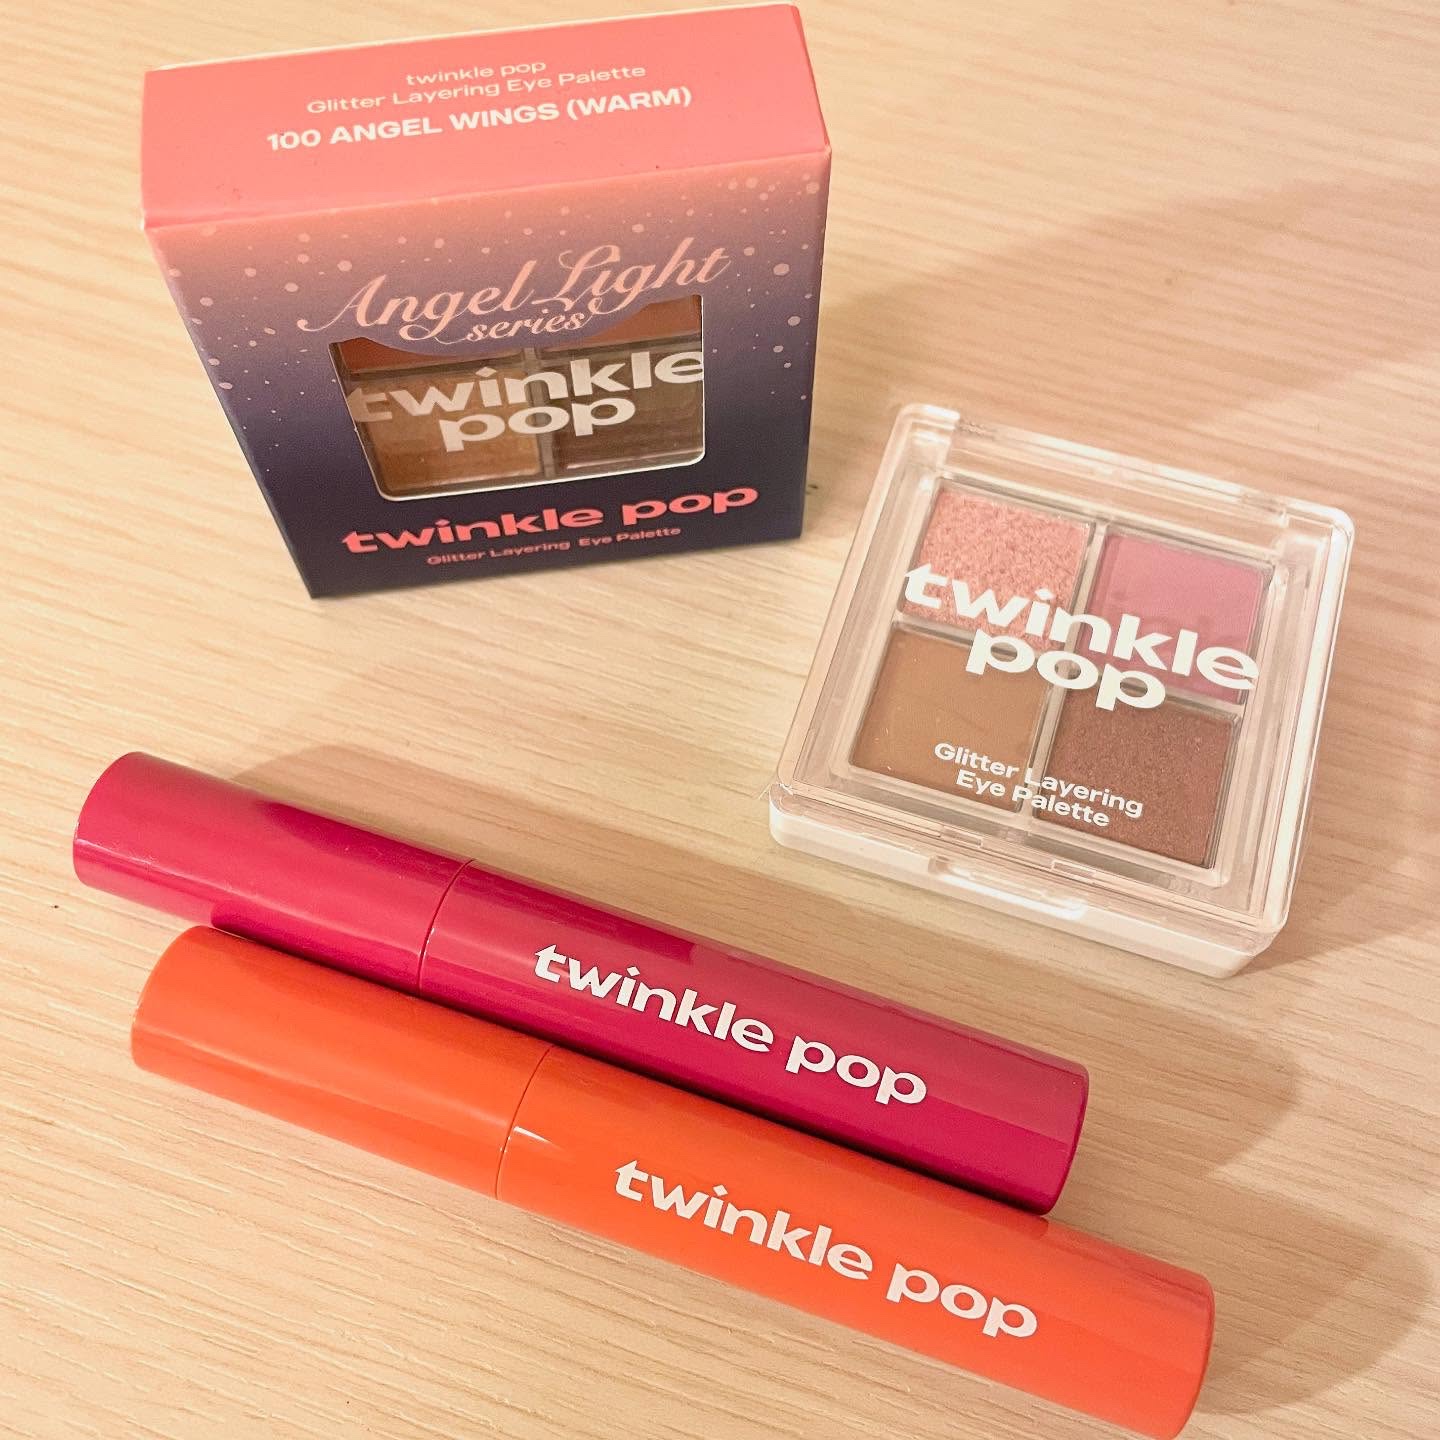 twinkle pop
Glitter Layering Eye Palette
100 ANGEL WINGS (WARM)
Angel Light
series
twinkle
pop
twinkle pop
Glitter Layering Eye Palette
twinkle
pop
Glitter Layering
Eye Palette
twinkle pop
twinkle pop